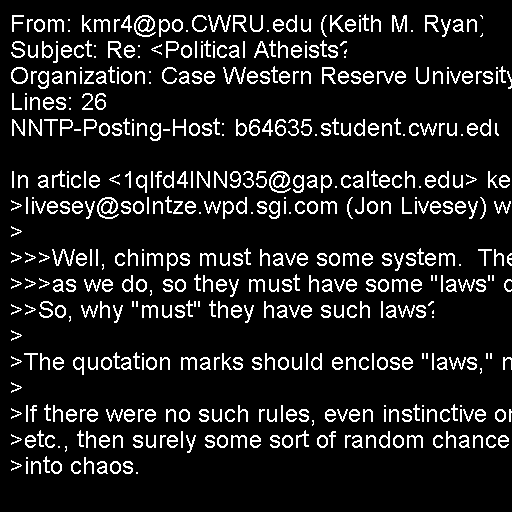 From: kmr4@po.CWRU.edu (Keith M. Ryan)
Subject: Re: <Political Atheists?
Organization: Case Western Reserve University
Lines: 26
NNTP-Posting-Host: b64635.student.cwru.edu
In article <1qlfd4INN935@gap.caltech.edu> ke
>livesey@solntze.wpd.sgi.com (Jon Livesey) w
>
>>>Well, chimps must have some system.  The
>>>as we do, so they must have some "laws" d
>>So, why "must" they have such laws?
>
>The quotation marks should enclose "laws," n
>
>If there were no such rules, even instinctive or
>etc., then surely some sort of random chance
>into chaos.